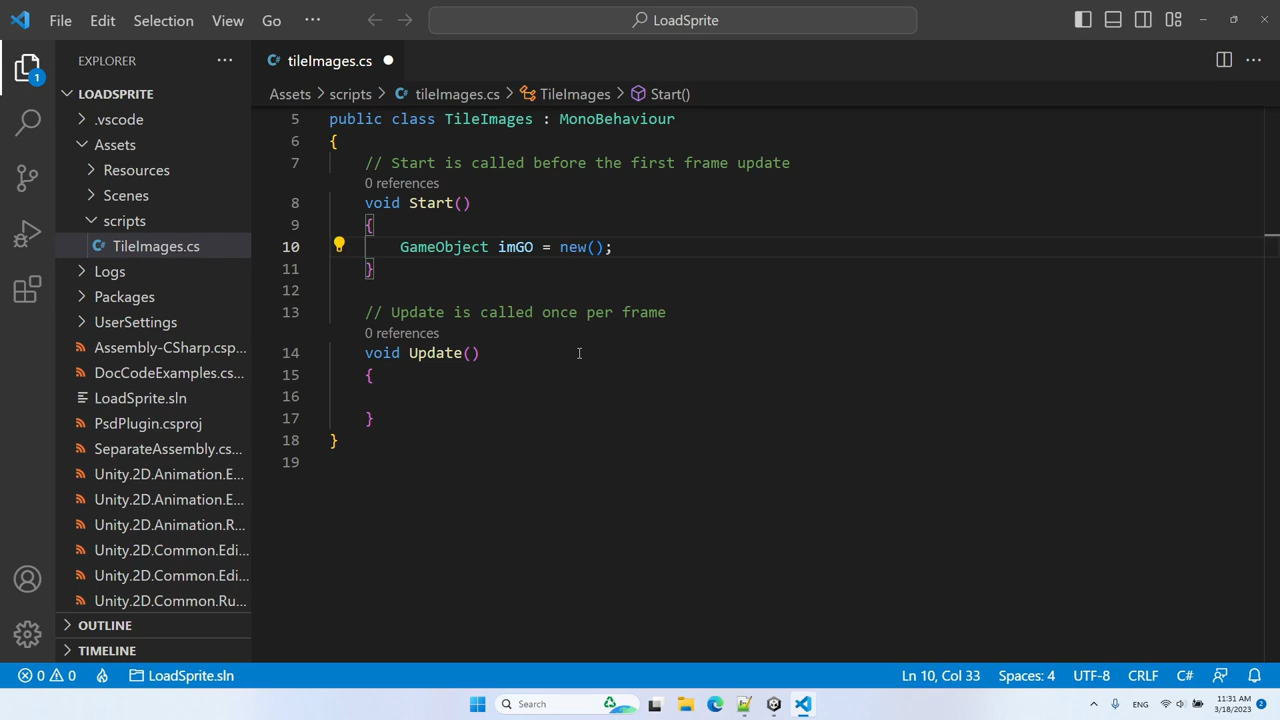 File Edit Selection View Go ··· LoadSprite
EXPLORER ···
tileImages.cs
LOADSPRITE
Assets > scripts > tileImages.cs > TileImages > Start()
1
.vscode
Assets
Resources
Scenes
scripts
TileImages.cs
Logs
Packages
UserSettings
Assembly-CSharp.csp...
DocCodeExamples.cs...
LoadSprite.sln
PsdPlugin.csproj
SeparateAssembly.cs...
Unity.2D.Animation.E...
Unity.2D.Animation.E...
Unity.2D.Animation.R...
Unity.2D.Common.Edi...
Unity.2D.Common.Edi...
Unity.2D.Common.Ru...
OUTLINE
TIMELINE
5 public class TileImages : MonoBehaviour
6 {
7 // Start is called before the first frame update
0 references
8 void Start()
9 {
10 GameObject imGO = new();
11 }
12
13 // Update is called once per frame
0 references
14 void Update()
15 {
16
17 }
18 }
19
0 0 LoadSprite.sln Ln 10, Col 33 Spaces: 4 UTF-8 CRLF C#
Search ENG 11:31 AM
3/18/2023 2